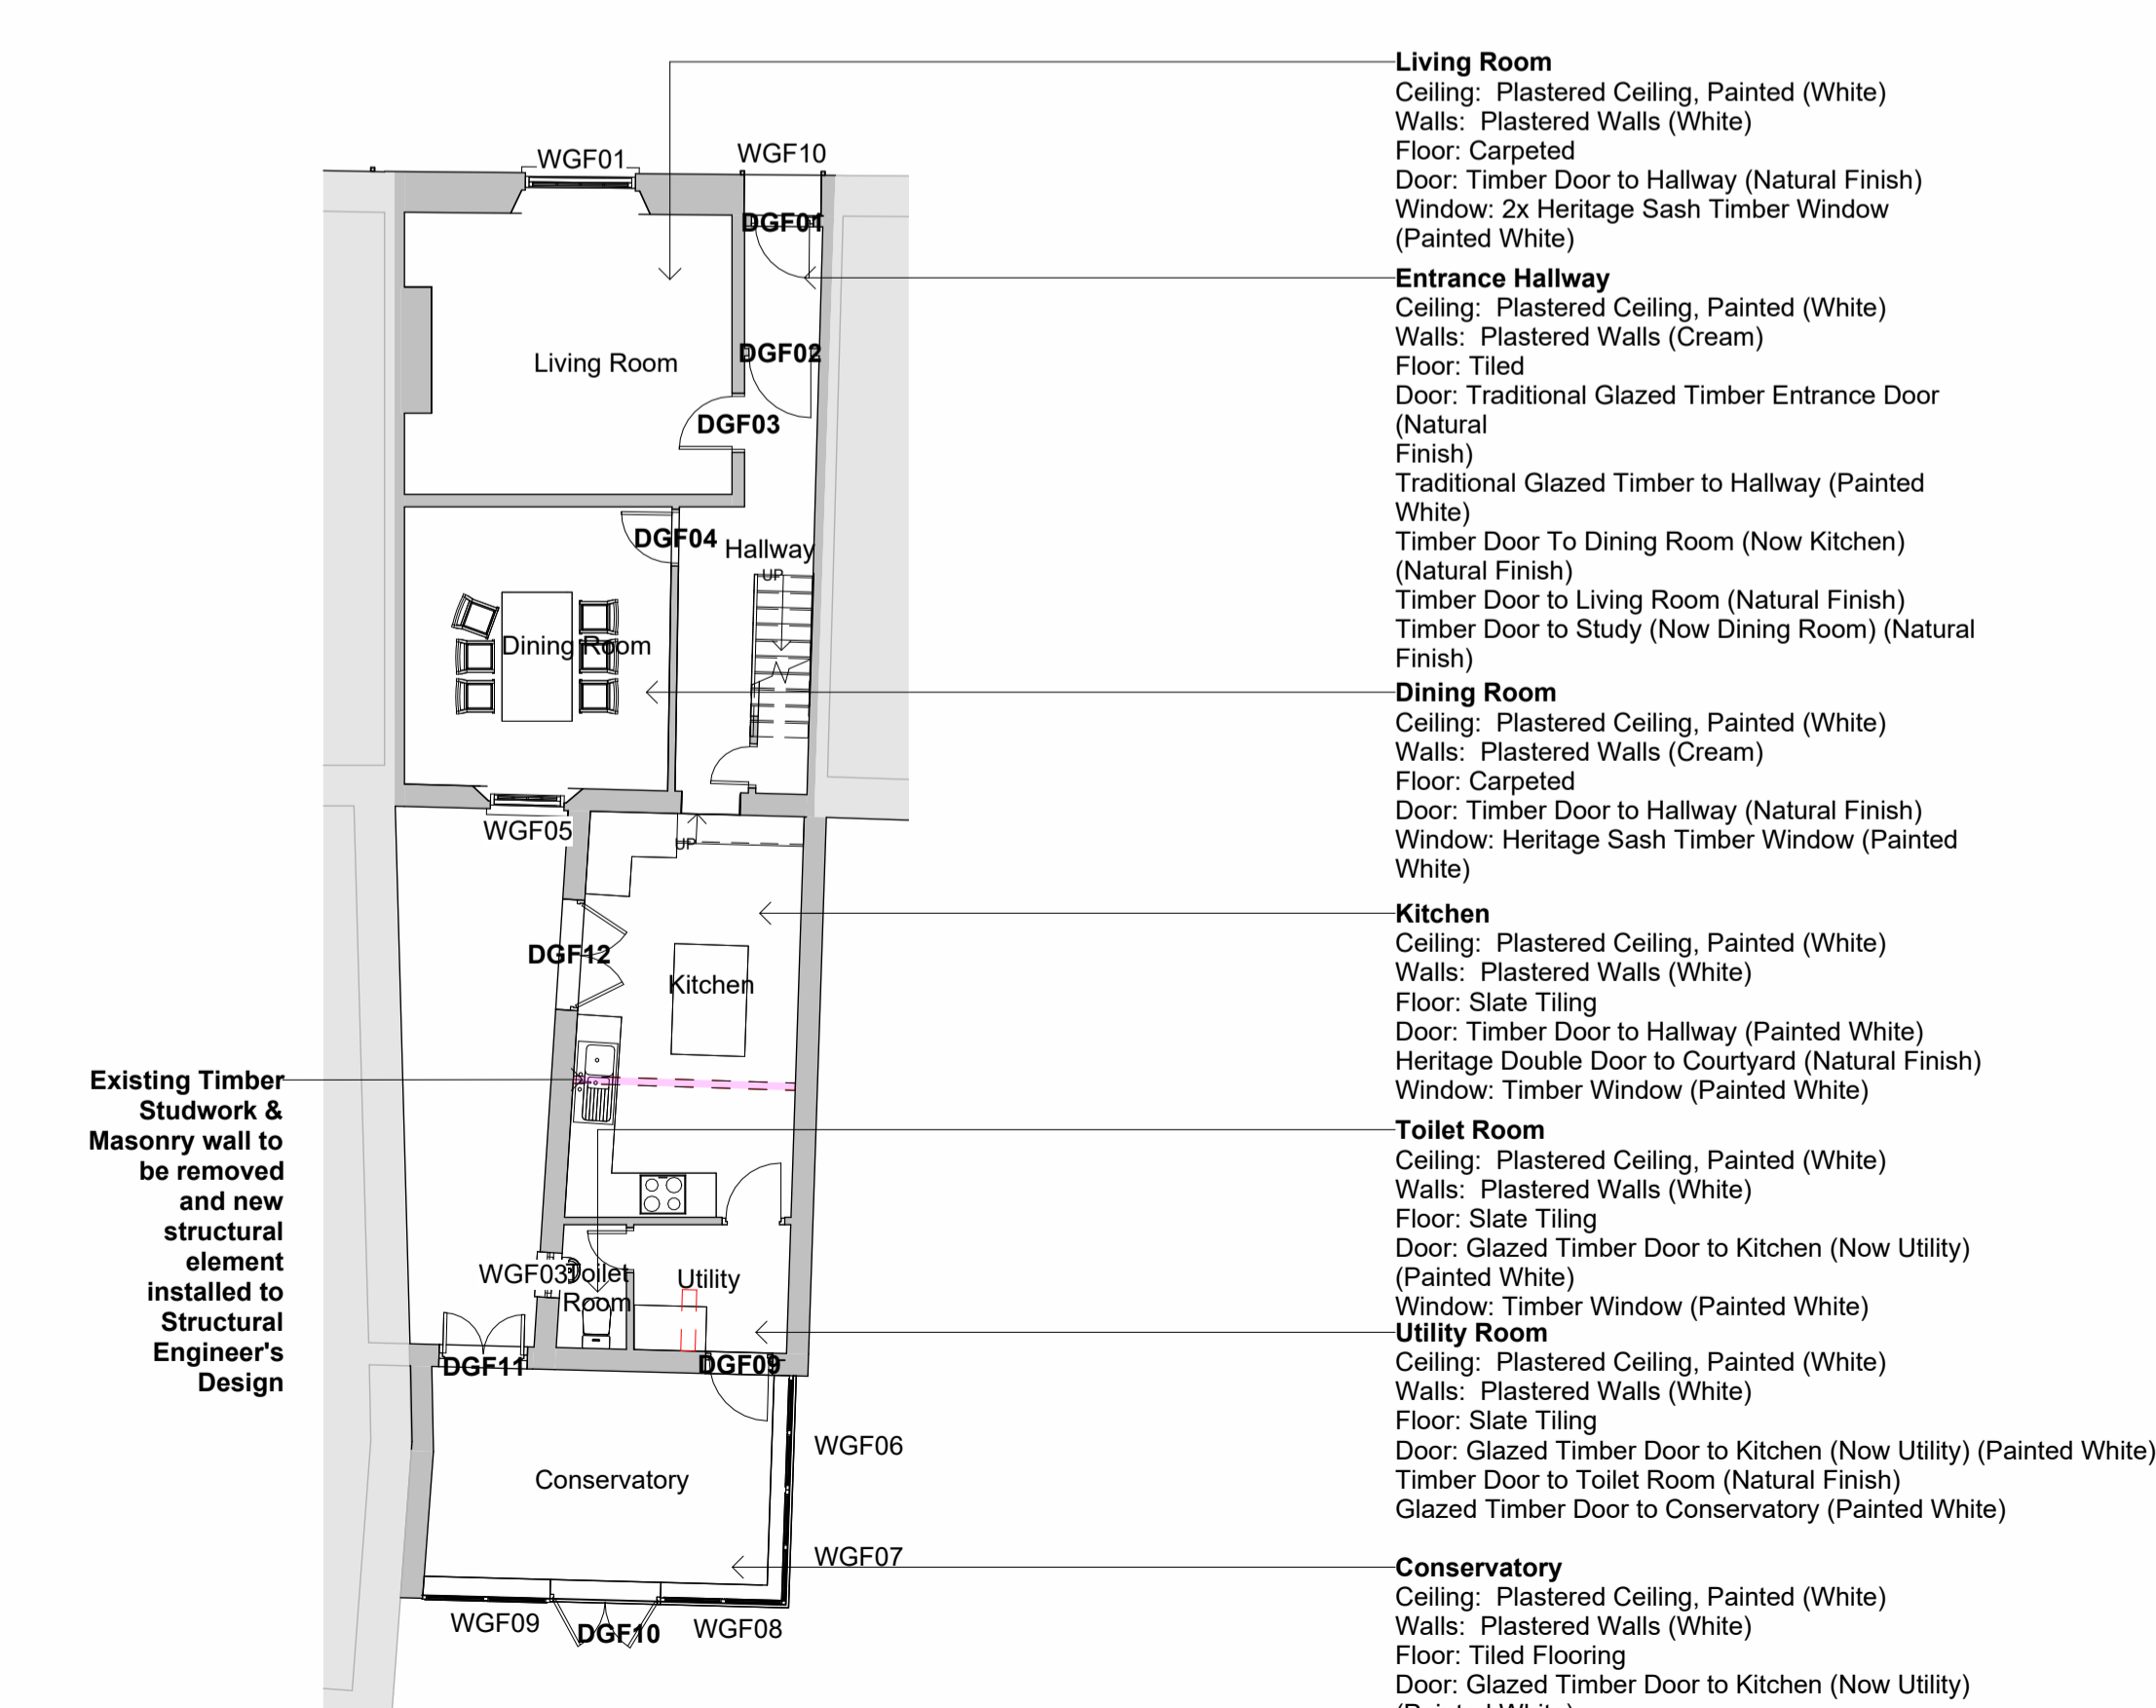 WGF01
WGF10
DGF01
DGF02
Living Room
DGF03
DGF04
Hallway
UP
Dining Room
WGF05
UP
DGF12
Kitchen
Existing Timber
Studwork &
Masonry wall to
be removed
and new
structural
element
installed to
Structural
Engineer's
Design
WGF03
Toilet
Room
Utility
DGF11
DGF09
WGF06
Conservatory
WGF07
WGF09
DGF10
WGF08
Living Room
Ceiling: Plastered Ceiling, Painted (White)
Walls: Plastered Walls (White)
Floor: Carpeted
Door: Timber Door to Hallway (Natural Finish)
Window: 2x Heritage Sash Timber Window
(Painted White)
Entrance Hallway
Ceiling: Plastered Ceiling, Painted (White)
Walls: Plastered Walls (Cream)
Floor: Tiled
Door: Traditional Glazed Timber Entrance Door
(Natural
Finish)
Traditional Glazed Timber to Hallway (Painted
White)
Timber Door To Dining Room (Now Kitchen)
(Natural Finish)
Timber Door to Living Room (Natural Finish)
Timber Door to Study (Now Dining Room) (Natural
Finish)
Dining Room
Ceiling: Plastered Ceiling, Painted (White)
Walls: Plastered Walls (Cream)
Floor: Carpeted
Door: Timber Door to Hallway (Natural Finish)
Window: Heritage Sash Timber Window (Painted
White)
Kitchen
Ceiling: Plastered Ceiling, Painted (White)
Walls: Plastered Walls (White)
Floor: Slate Tiling
Door: Timber Door to Hallway (Painted White)
Heritage Double Door to Courtyard (Natural Finish)
Window: Timber Window (Painted White)
Toilet Room
Ceiling: Plastered Ceiling, Painted (White)
Walls: Plastered Walls (White)
Floor: Slate Tiling
Door: Glazed Timber Door to Kitchen (Now Utility)
(Painted White)
Window: Timber Window (Painted White)
Utility Room
Ceiling: Plastered Ceiling, Painted (White)
Walls: Plastered Walls (White)
Floor: Slate Tiling
Door: Glazed Timber Door to Kitchen (Now Utility) (Painted White)
Timber Door to Toilet Room (Natural Finish)
Glazed Timber Door to Conservatory (Painted White)
Conservatory
Ceiling: Plastered Ceiling, Painted (White)
Walls: Plastered Walls (White)
Floor: Tiled Flooring
Door: Glazed Timber Door to Kitchen (Now Utility)